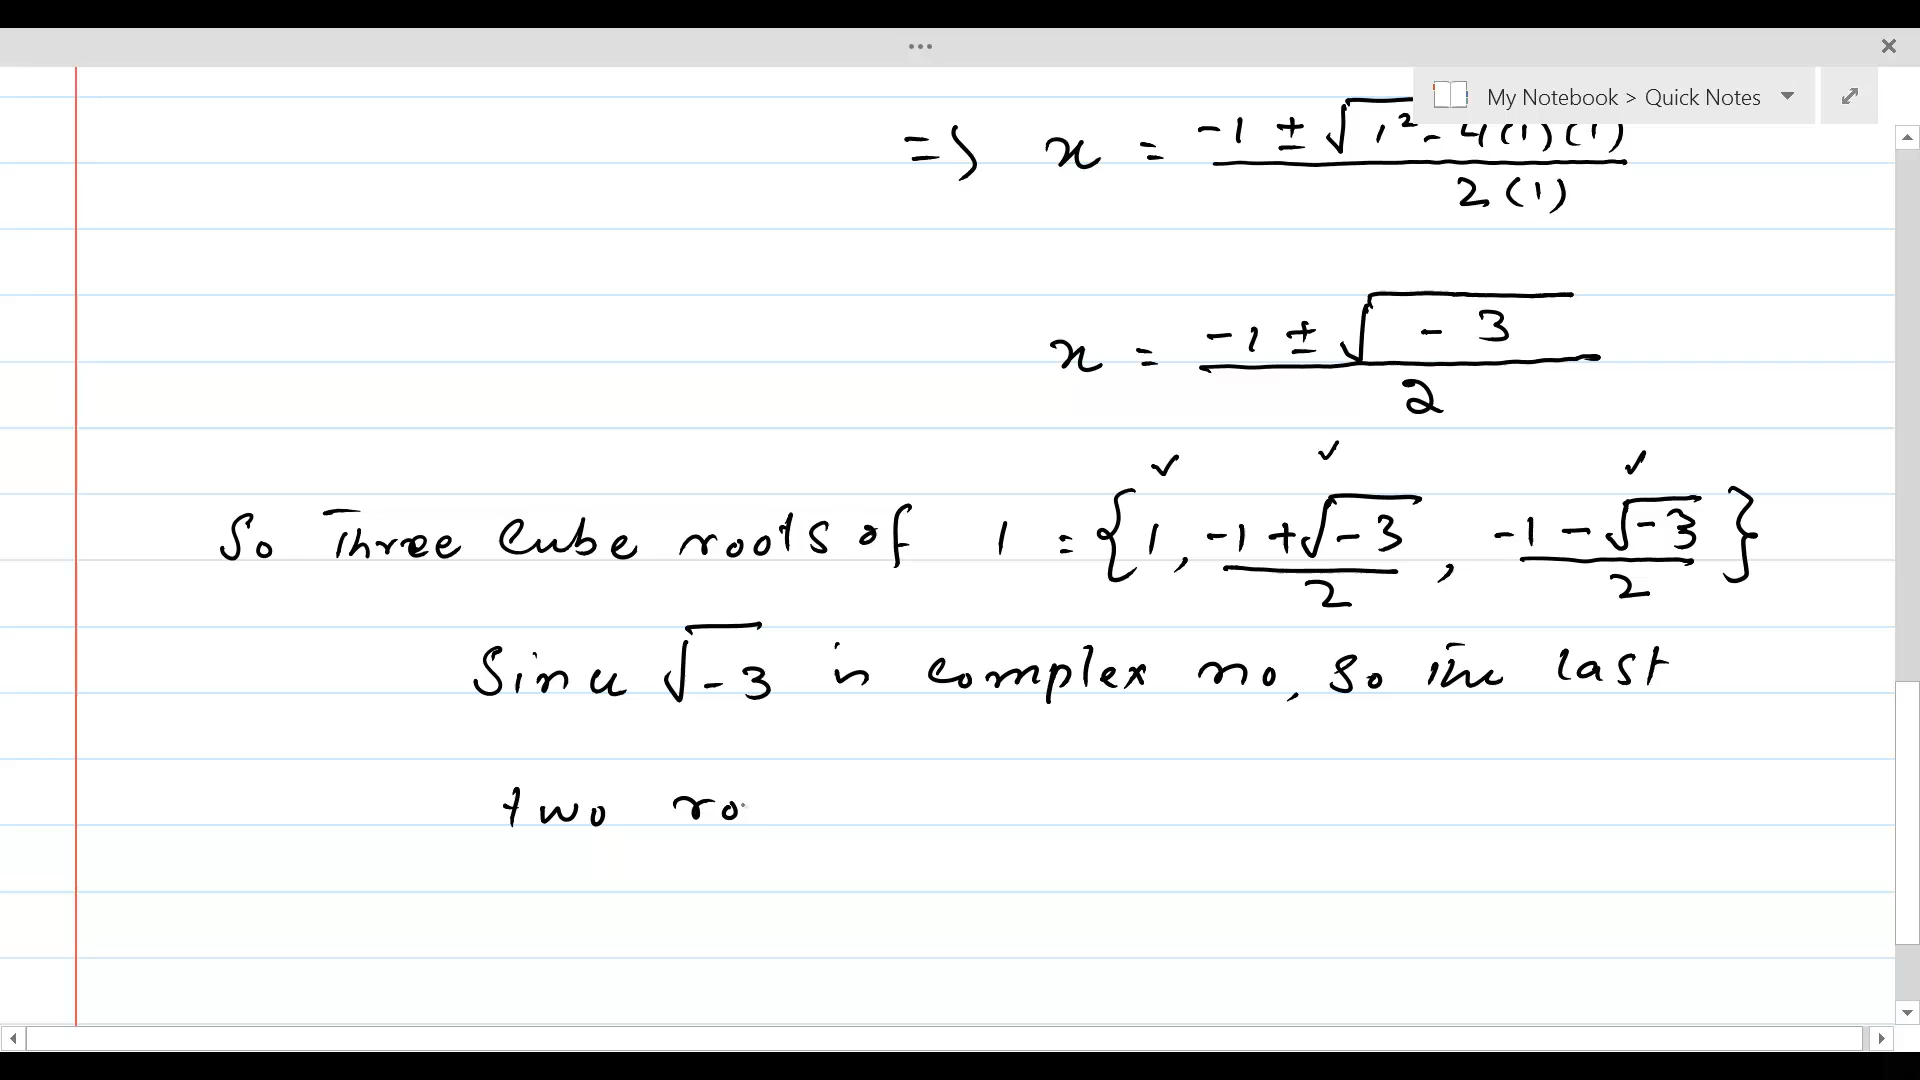 ...
My Notebook > Quick Notes
=> x = -1 ± √1² - 4(1)(1) / 2(1)
x = -1 ± √-3 / 2
So Three Cube roots of 1 = {1, -1+√-3 / 2, -1-√-3 / 2}
Since √-3 is complex no, so the last
two ro